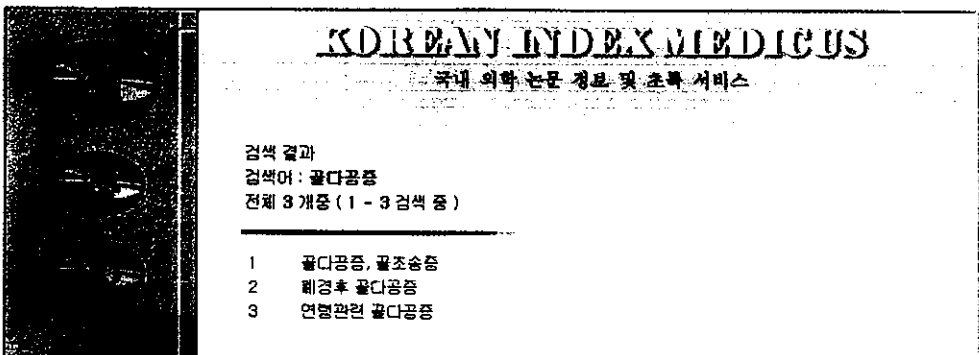 KOREAN INDEX MEDICUS
국내 의학 논문 정보 및 초록 서비스
검색 결과
검색어 : 골다공증
전체 3 개중 ( 1 - 3 검색 중 )
1 골다공증, 골조송증
2 폐경후 골다공증
3 연령관련 골다공증